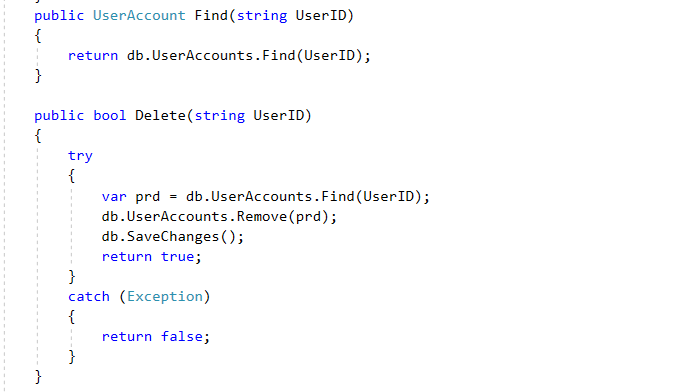 public UserAccount Find(string UserID)
{
return db.UserAccounts.Find(UserID);
}
public bool Delete(string UserID)
{
try
{
var prd = db.UserAccounts.Find(UserID);
db.UserAccounts.Remove(prd);
db.SaveChanges();
return true;
}
catch (Exception)
{
return false;
}
}